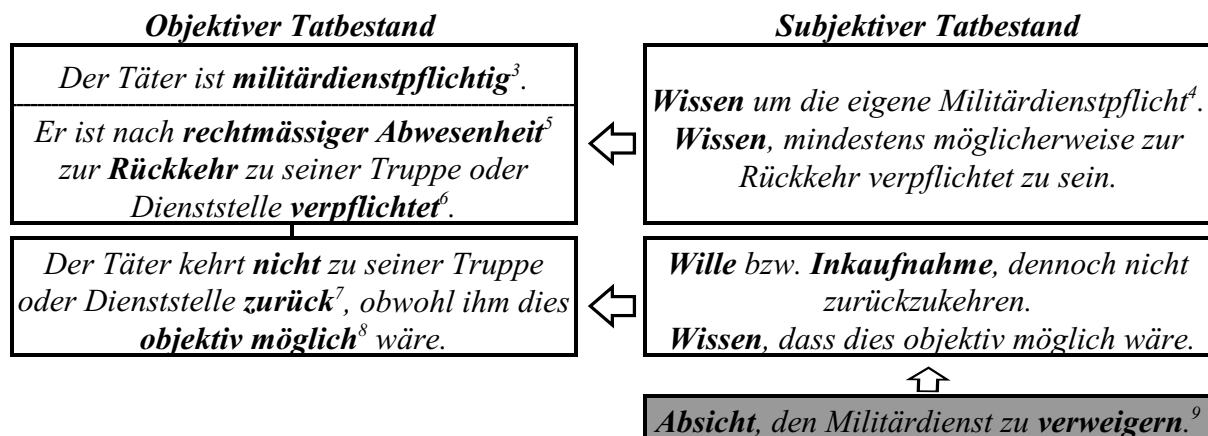 Objektiver Tatbestand
Der Täter ist militärdienstpflichtig³.
Er ist nach rechtmässiger Abwesenheit⁵
zur Rückkehr zu seiner Truppe oder
Dienststelle verpflichtet⁶.
Der Täter kehrt nicht zu seiner Truppe
oder Dienststelle zurück⁷, obwohl ihm dies
objektiv möglich⁸ wäre.
Subjektiver Tatbestand
Wissen um die eigene Militärdienstpflicht⁴.
Wissen, mindestens möglicherweise zur
Rückkehr verpflichtet zu sein.
Wille bzw. Inkaufnahme, dennoch nicht
zurückzukehren.
Wissen, dass dies objektiv möglich wäre.
Absicht, den Militärdienst zu verweigern.⁹